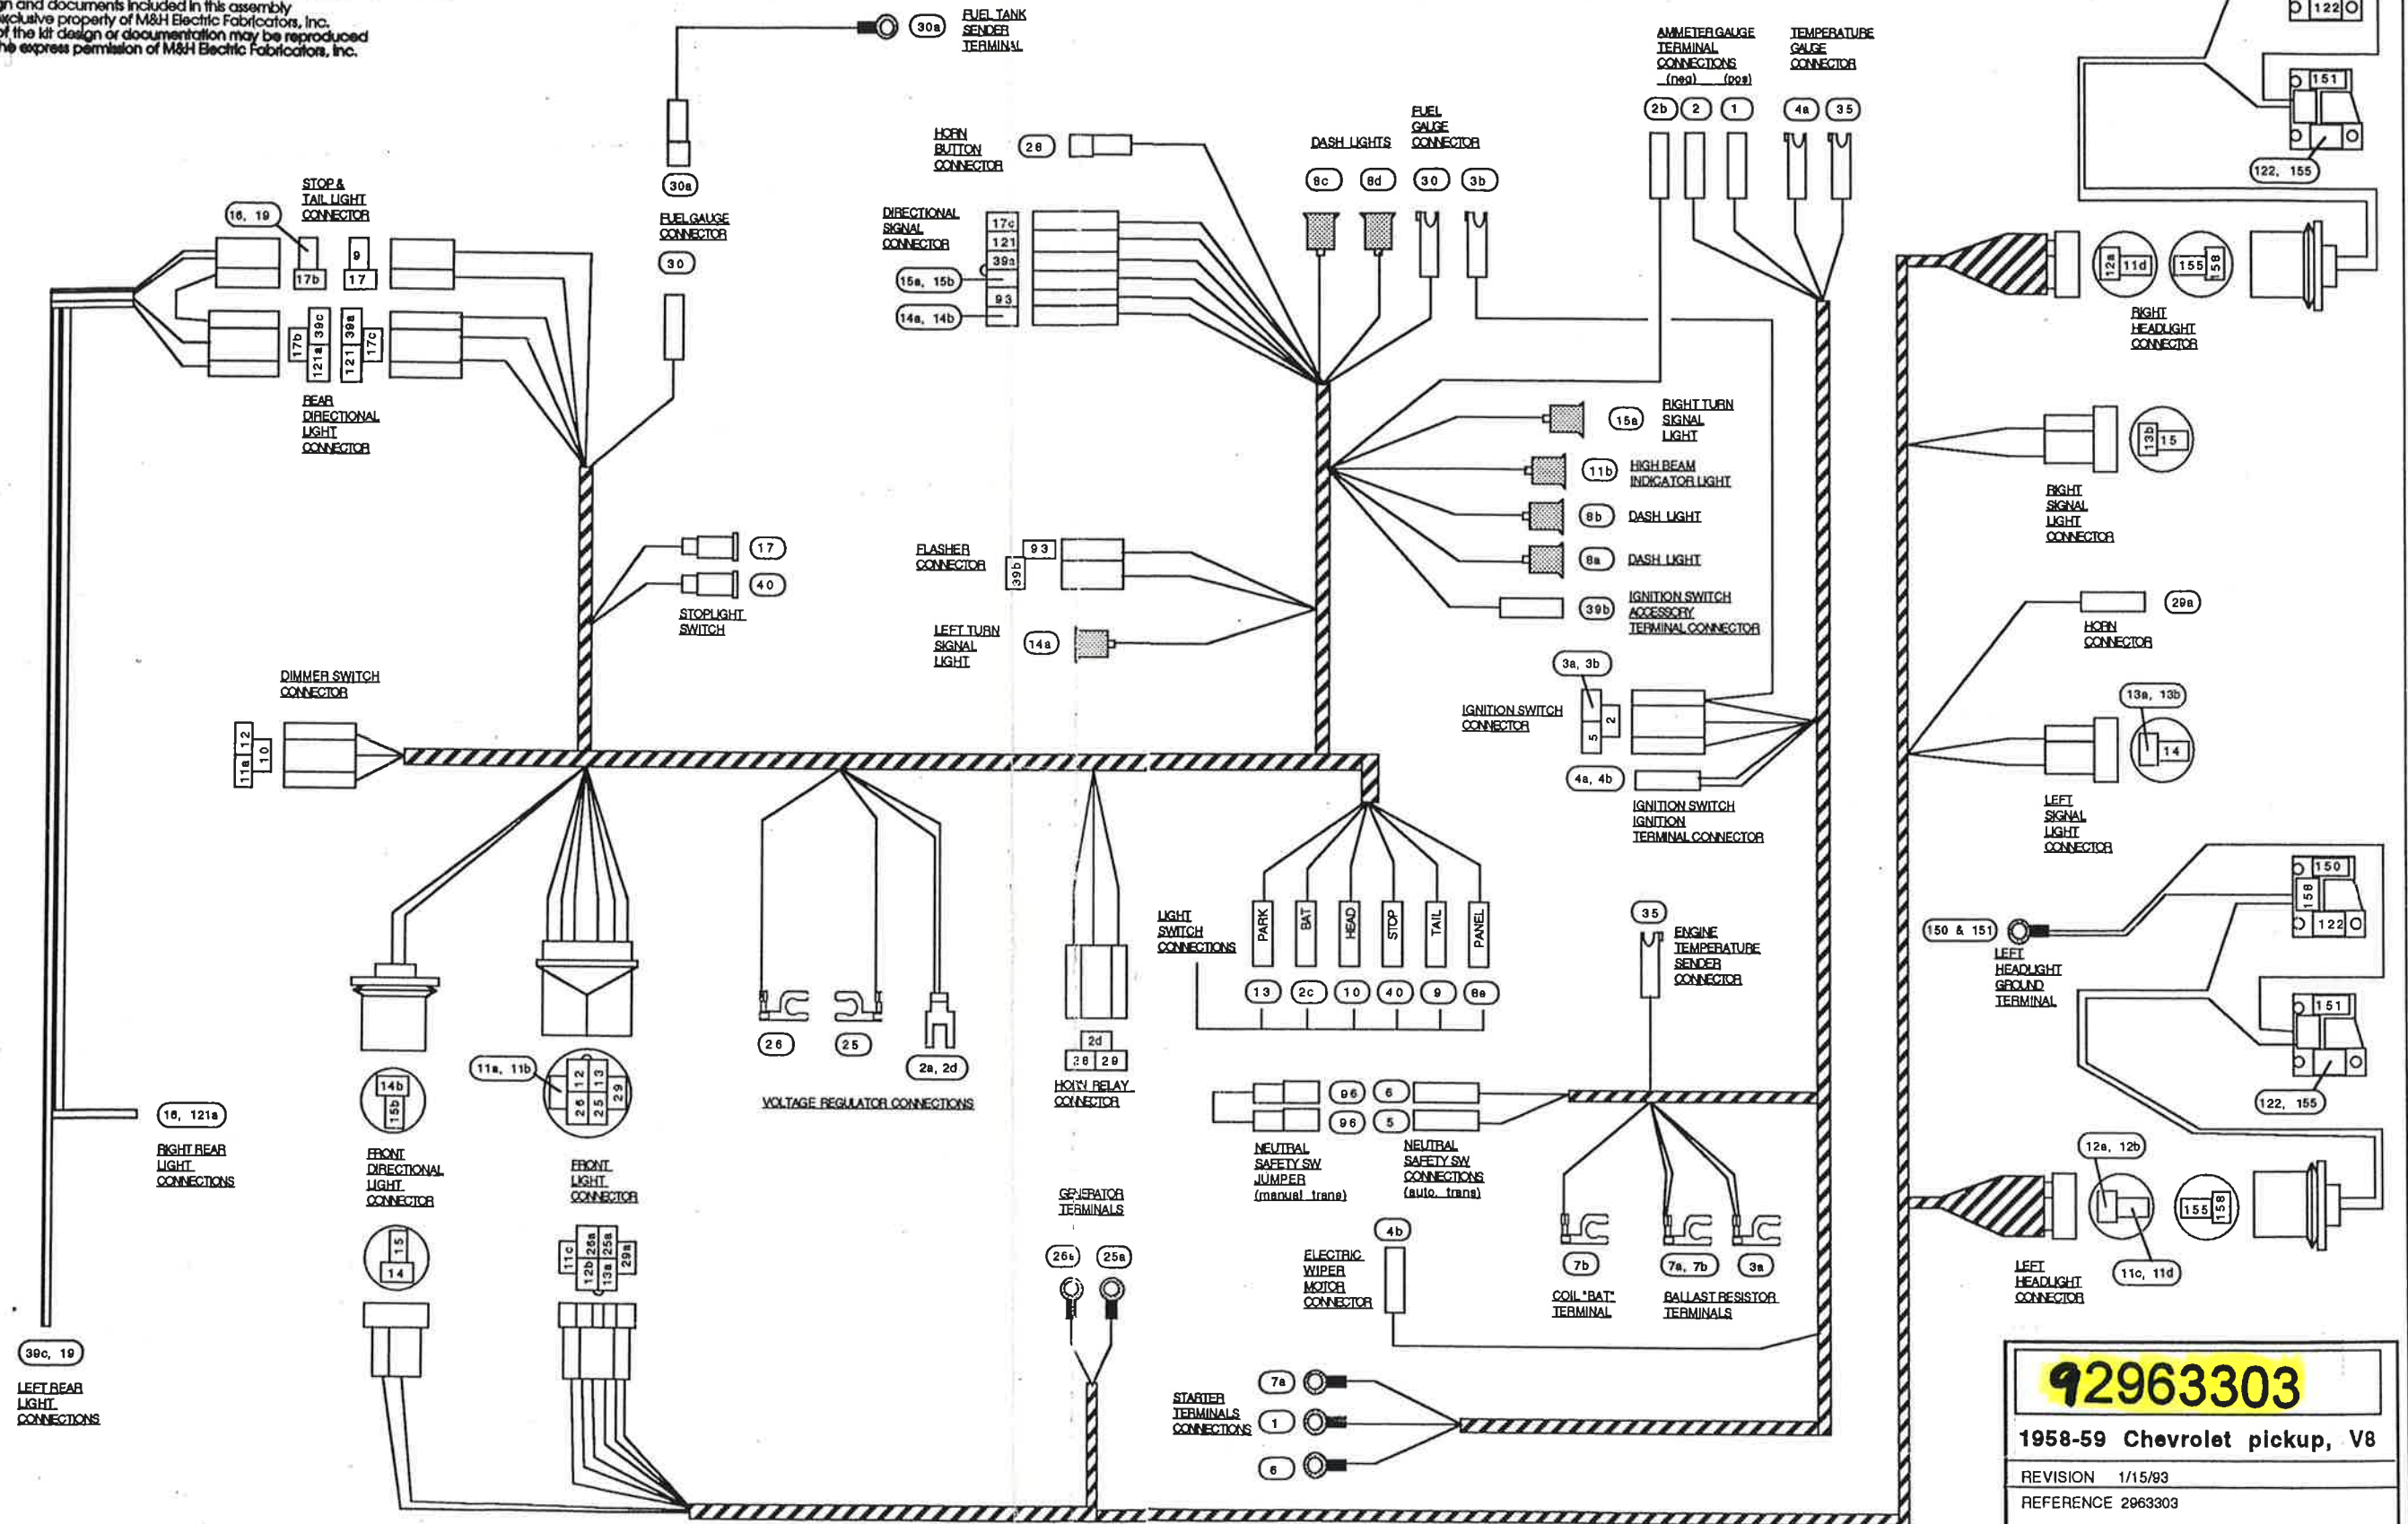 gn and documents included in this assembly
exclusive property of M&H Electric Fabricators, Inc.
of the kit design or documentation may be reproduced
he express permission of M&H Electric Fabricators, Inc.
30a
FUEL TANK
SENDER
TERMINAL
30a
FUEL GAUGE
CONNECTOR
30
STOP &
TAIL LIGHT
CONNECTOR
16, 19
17b
9
17
17b
121a 39c
121 39a
17c
REAR
DIRECTIONAL
LIGHT
CONNECTOR
17
40
STOPLIGHT
SWITCH
DIMMER SWITCH
CONNECTOR
11a 12
10
HORN
BUTTON
CONNECTOR
28
DIRECTIONAL
SIGNAL
CONNECTOR
17c
121
39a
15a, 15b
93
14a, 14b
FLASHER
CONNECTOR
93
39b
LEFT TURN
SIGNAL
LIGHT
14a
DASH LIGHTS
8c
8d
FUEL
GAUGE
CONNECTOR
30
3b
AMMETER GAUGE
TERMINAL
CONNECTIONS
(neg) (pos)
2b
2
1
TEMPERATURE
GAUGE
CONNECTOR
4a
35
15a
RIGHT TURN
SIGNAL
LIGHT
11b
HIGH BEAM
INDICATOR LIGHT
8b
DASH LIGHT
8a
DASH LIGHT
39b
IGNITION SWITCH
ACCESSORY
TERMINAL CONNECTOR
3a, 3b
IGNITION SWITCH
CONNECTOR
5
2
4a, 4b
IGNITION SWITCH
IGNITION
TERMINAL CONNECTOR
122
151
122, 155
12a
11d
155
158
RIGHT
HEADLIGHT
CONNECTOR
13b
15
RIGHT
SIGNAL
LIGHT
CONNECTOR
29a
HORN
CONNECTOR
13a, 13b
14
LEFT
SIGNAL
LIGHT
CONNECTOR
150
158
122
150 & 151
LEFT
HEADLIGHT
GROUND
TERMINAL
151
122, 155
12a, 12b
155
158
11c, 11d
LEFT
HEADLIGHT
CONNECTOR
16, 121a
RIGHT REAR
LIGHT
CONNECTIONS
39c, 19
LEFT REAR
LIGHT
CONNECTIONS
14b
15b
FRONT
DIRECTIONAL
LIGHT
CONNECTOR
15
14
11a, 11b
12 13
26 25
29
FRONT
LIGHT
CONNECTOR
11c
26a 25a
12b 13a
29a
26
25
2a, 2d
VOLTAGE REGULATOR CONNECTIONS
2d
28 29
HORN RELAY
CONNECTOR
GENERATOR
TERMINALS
26a
25a
LIGHT
SWITCH
CONNECTIONS
PARK
BAT
HEAD
STOP
TAIL
PANEL
13
2c
10
40
9
8e
96
6
96
5
NEUTRAL
SAFETY SW
JUMPER
(manual trans)
NEUTRAL
SAFETY SW
CONNECTIONS
(auto. trans)
35
ENGINE
TEMPERATURE
SENDER
CONNECTOR
7b
7a, 7b
3a
COIL "BAT"
TERMINAL
BALLAST RESISTOR
TERMINALS
4b
ELECTRIC
WIPER
MOTOR
CONNECTOR
STARTER
TERMINALS
CONNECTIONS
7a
1
6
92963303
1958-59 Chevrolet pickup, V8
REVISION 1/15/93
REFERENCE 2963303